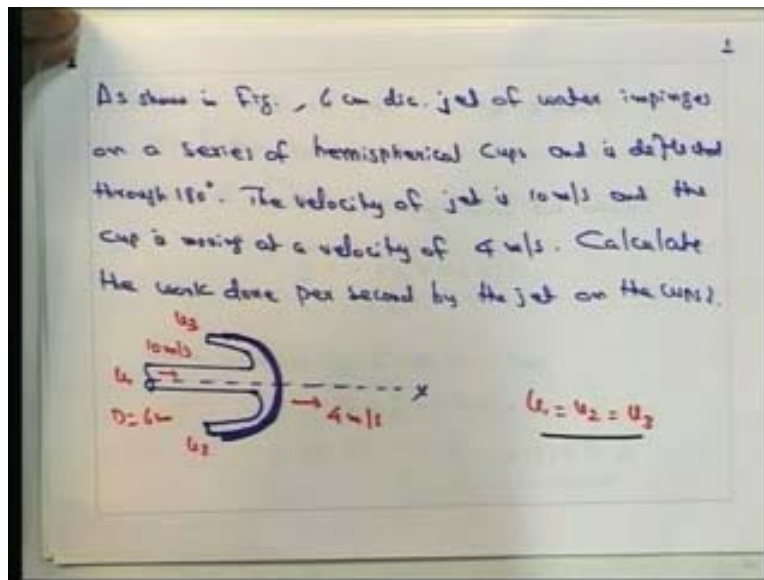 1
As shown in Fig., 6 cm dia. jet of water impinges
on a series of hemispherical cups and is deflected
through 180°. The velocity of jet is 10 m/s and the
cup is moving at a velocity of 4 m/s. Calculate
the work done per second by the jet on the cups?
u3
10 m/s
u1
x
4 m/s
u1 = u2 = u3
D = 6 cm
u2